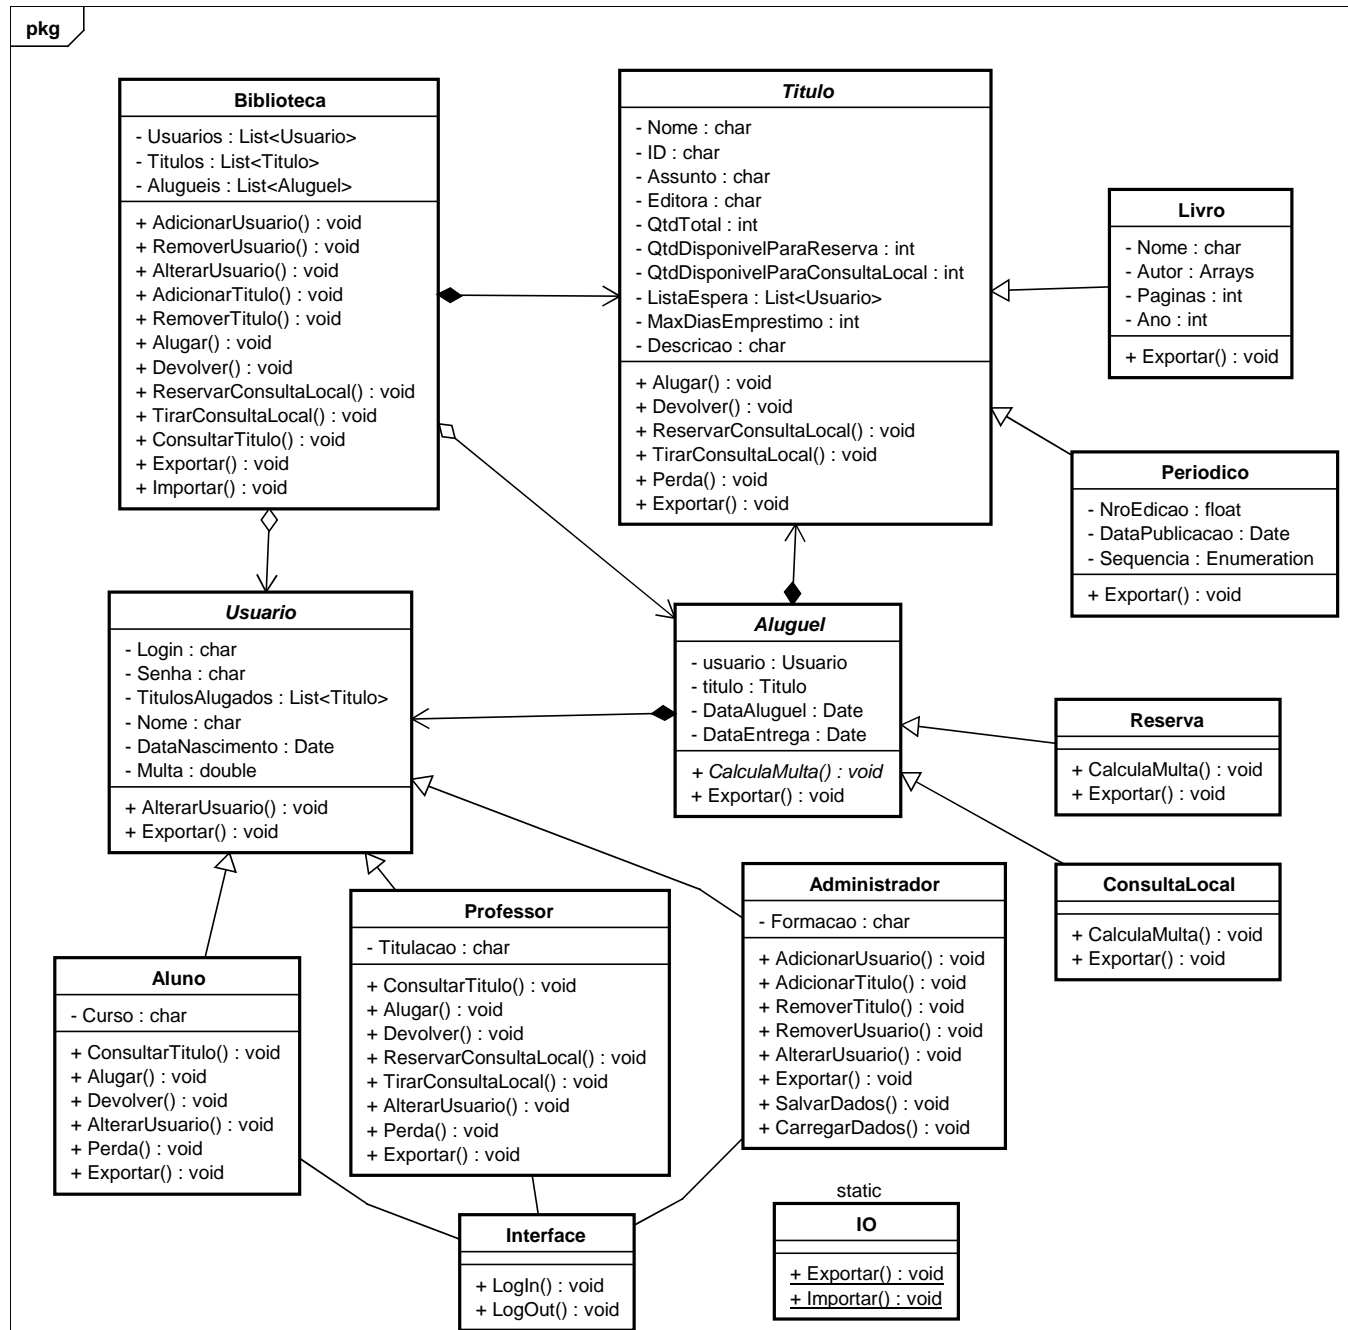 pkg
Biblioteca
- Usuarios : List<Usuario>
- Titulos : List<Titulo>
- Alugueis : List<Aluguel>
+ AdicionarUsuario() : void
+ RemoverUsuario() : void
+ AlterarUsuario() : void
+ AdicionarTitulo() : void
+ RemoverTitulo() : void
+ Alugar() : void
+ Devolver() : void
+ ReservarConsultaLocal() : void
+ TirarConsultaLocal() : void
+ ConsultarTitulo() : void
+ Exportar() : void
+ Importar() : void
Titulo
- Nome : char
- ID : char
- Assunto : char
- Editora : char
- QtdTotal : int
- QtdDisponivelParaReserva : int
- QtdDisponivelParaConsultaLocal : int
- ListaEspera : List<Usuario>
- MaxDiasEmprestimo : int
- Descricao : char
+ Alugar() : void
+ Devolver() : void
+ ReservarConsultaLocal() : void
+ TirarConsultaLocal() : void
+ Perda() : void
+ Exportar() : void
Livro
- Nome : char
- Autor : Arrays
- Paginas : int
- Ano : int
+ Exportar() : void
Periodico
- NroEdicao : float
- DataPublicacao : Date
- Sequencia : Enumeration
+ Exportar() : void
Usuario
- Login : char
- Senha : char
- TitulosAlugados : List<Titulo>
- Nome : char
- DataNascimento : Date
- Multa : double
+ AlterarUsuario() : void
+ Exportar() : void
Aluguel
- usuario : Usuario
- titulo : Titulo
- DataAluguel : Date
- DataEntrega : Date
+ CalculaMulta() : void
+ Exportar() : void
Reserva
+ CalculaMulta() : void
+ Exportar() : void
ConsultaLocal
+ CalculaMulta() : void
+ Exportar() : void
Aluno
- Curso : char
+ ConsultarTitulo() : void
+ Alugar() : void
+ Devolver() : void
+ AlterarUsuario() : void
+ Perda() : void
+ Exportar() : void
Professor
- Titulacao : char
+ ConsultarTitulo() : void
+ Alugar() : void
+ Devolver() : void
+ ReservarConsultaLocal() : void
+ TirarConsultaLocal() : void
+ AlterarUsuario() : void
+ Perda() : void
+ Exportar() : void
Administrador
- Formacao : char
+ AdicionarUsuario() : void
+ AdicionarTitulo() : void
+ RemoverTitulo() : void
+ RemoverUsuario() : void
+ AlterarUsuario() : void
+ Exportar() : void
+ SalvarDados() : void
+ CarregarDados() : void
Interface
+ LogIn() : void
+ LogOut() : void
static
IO
+ Exportar() : void
+ Importar() : void